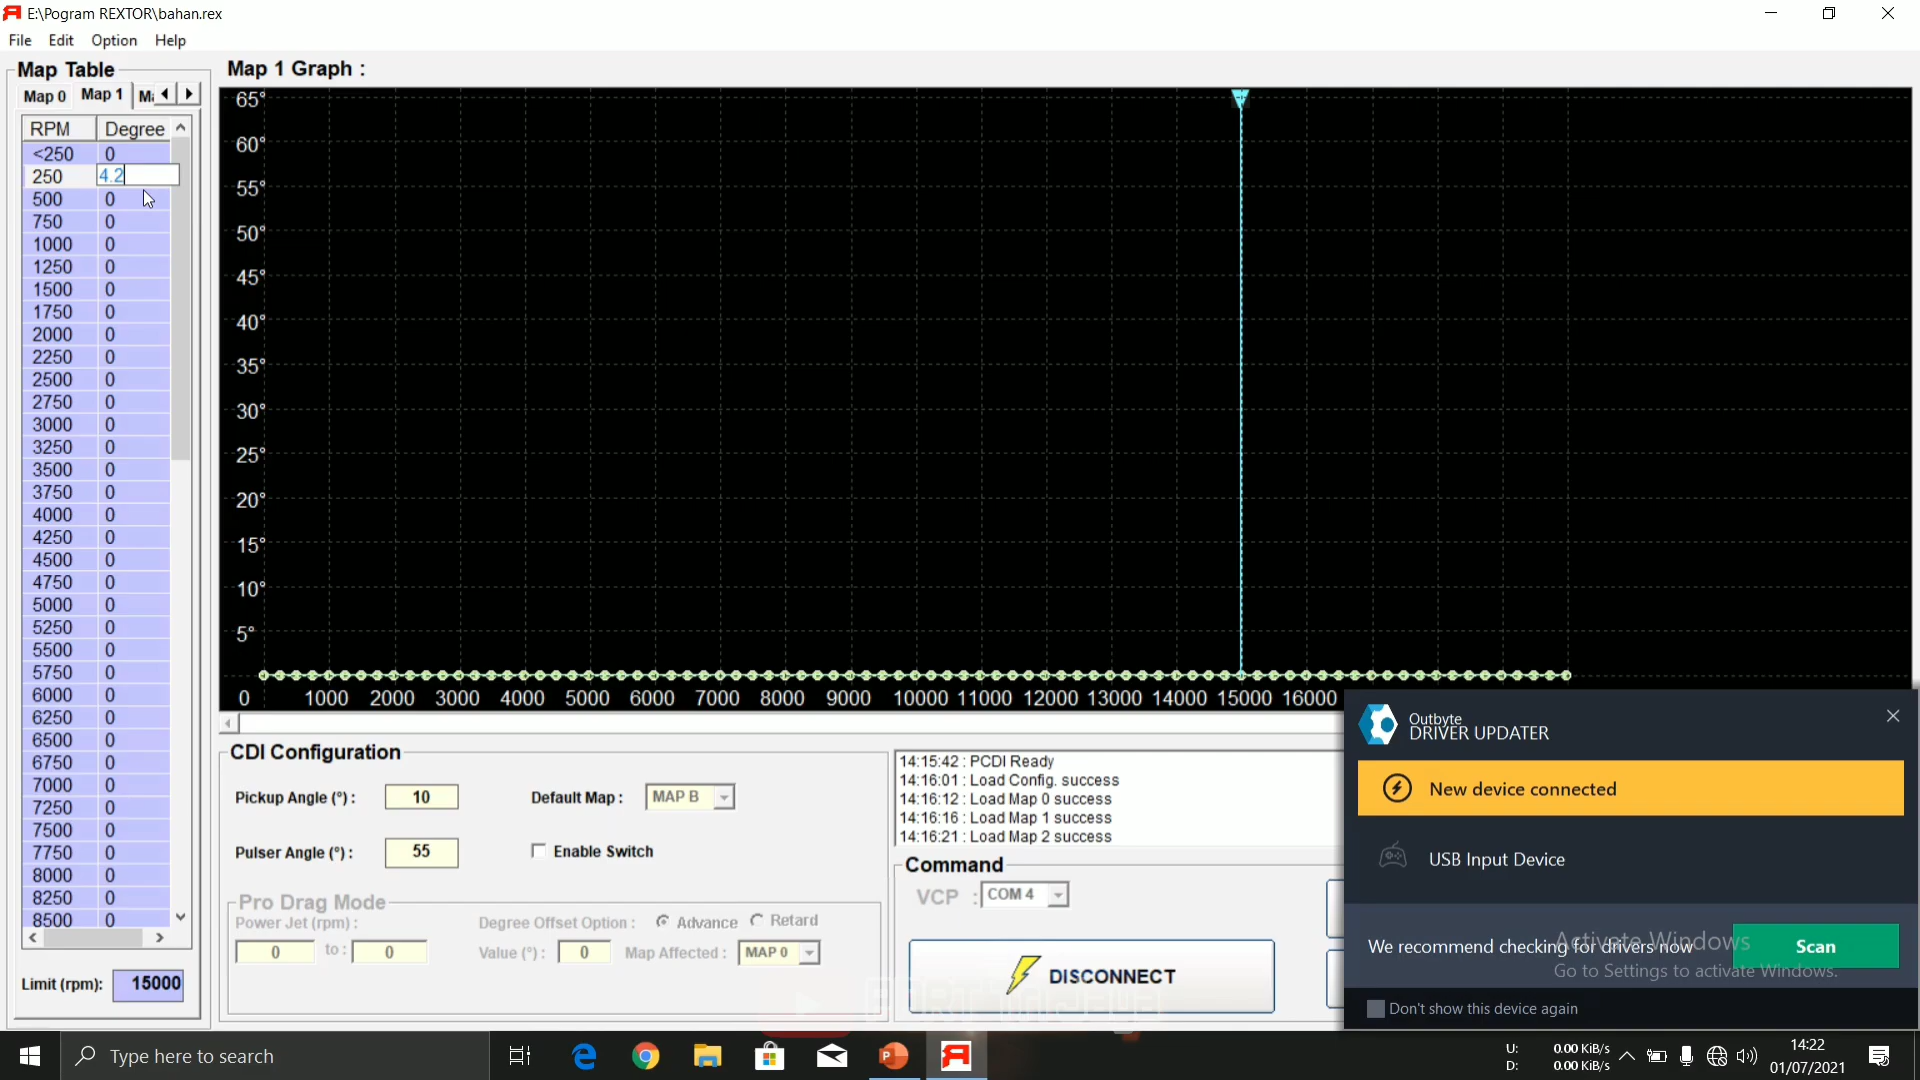 E:\Pogram REXTOR\bahan.rex
File Edit Option Help
Map Table
Map 0 Map 1
Map 1 Graph :
RPM Degree
<250 0
250 4.2
500 0
750 0
1000 0
1250 0
1500 0
1750 0
2000 0
2250 0
2500 0
2750 0
3000 0
3250 0
3500 0
3750 0
4000 0
4250 0
4500 0
4750 0
5000 0
5250 0
5500 0
5750 0
6000 0
6250 0
6500 0
6750 0
7000 0
7250 0
7500 0
7750 0
8000 0
8250 0
8500 0
Limit (rpm): 15000
65°
60°
55°
50°
45°
40°
35°
30°
25°
20°
15°
10°
5°
0 1000 2000 3000 4000 5000 6000 7000 8000 9000 10000 11000 12000 13000 14000 15000 16000
CDI Configuration
Pickup Angle (°) : 10 Default Map : MAP B
Pulser Angle (°) : 55 Enable Switch
Pro Drag Mode
Power Jet (rpm) : Degree Offset Option : Advance Retard
0 to : 0 Value (°) : 0 Map Affected : MAP 0
14:15:42 : PCDI Ready
14:16:01 : Load Config. success
14:16:12 : Load Map 0 success
14:16:16 : Load Map 1 success
14:16:21 : Load Map 2 success
Command
VCP : COM 4
DISCONNECT
Outbyte
DRIVER UPDATER
New device connected
USB Input Device
We recommend checking for drivers now Scan
Activate Windows
Go to Settings to activate Windows.
Don't show this device again
Type here to search
U: 0.00 KiB/s
D: 0.00 KiB/s
14:22
01/07/2021